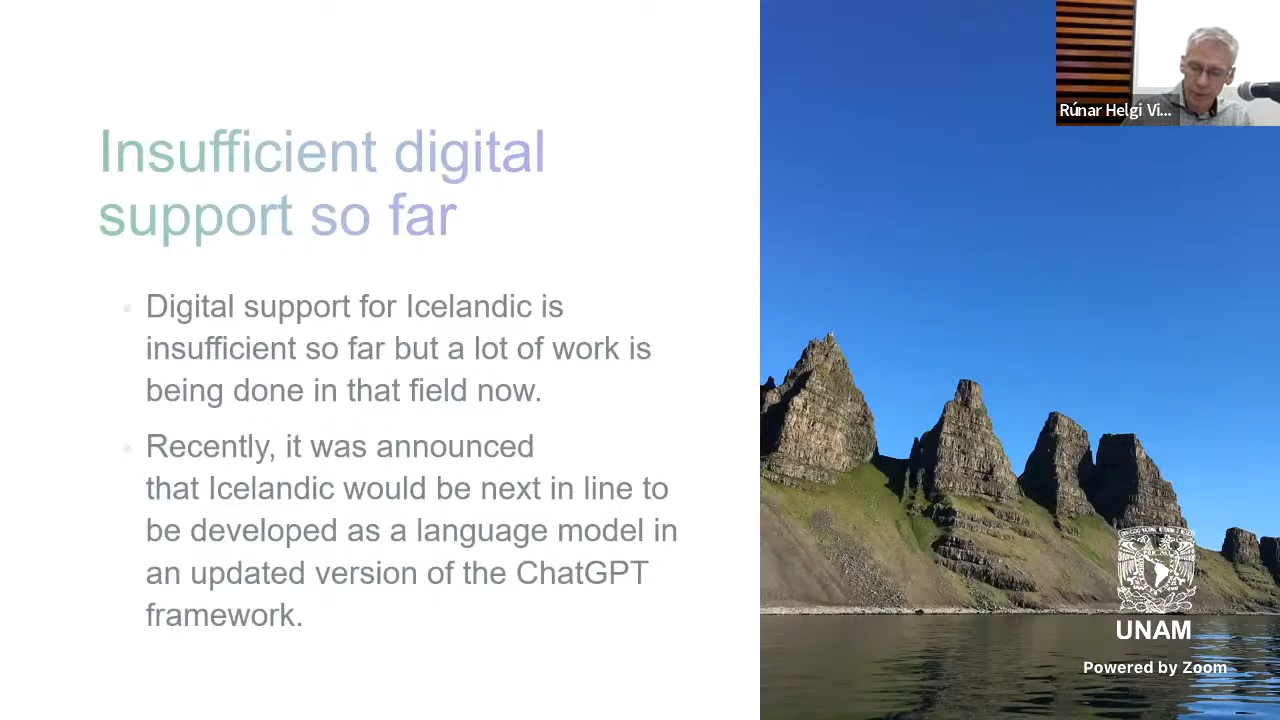 Insufficient digital
support so far
Digital support for Icelandic is
insufficient so far but a lot of work is
being done in that field now.
Recently, it was announced
that Icelandic would be next in line to
be developed as a language model in
an updated version of the ChatGPT
framework.
Rúnar Helgi Vi...
UNAM
Powered by Zoom